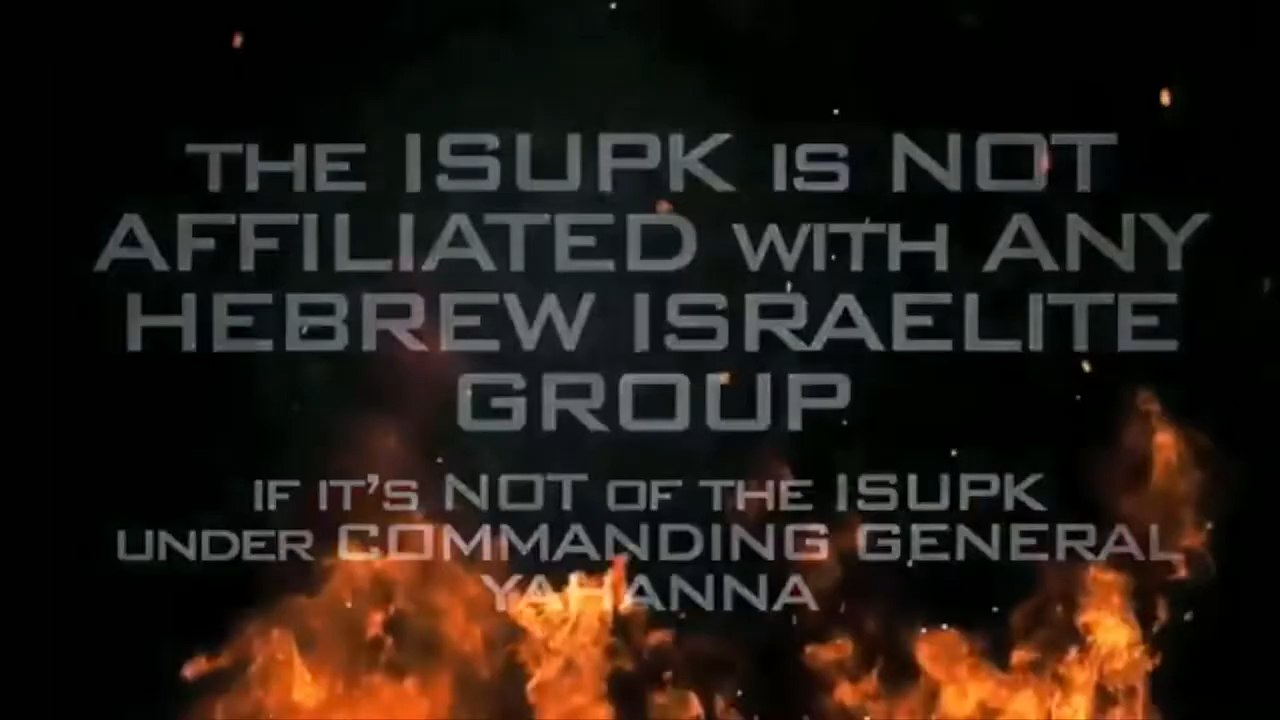 THE ISUPK IS NOT
AFFILIATED WITH ANY
HEBREW ISRAELITE
GROUP
IF IT'S NOT OF THE ISUPK
UNDER COMMANDING GENERAL
YAHANNA